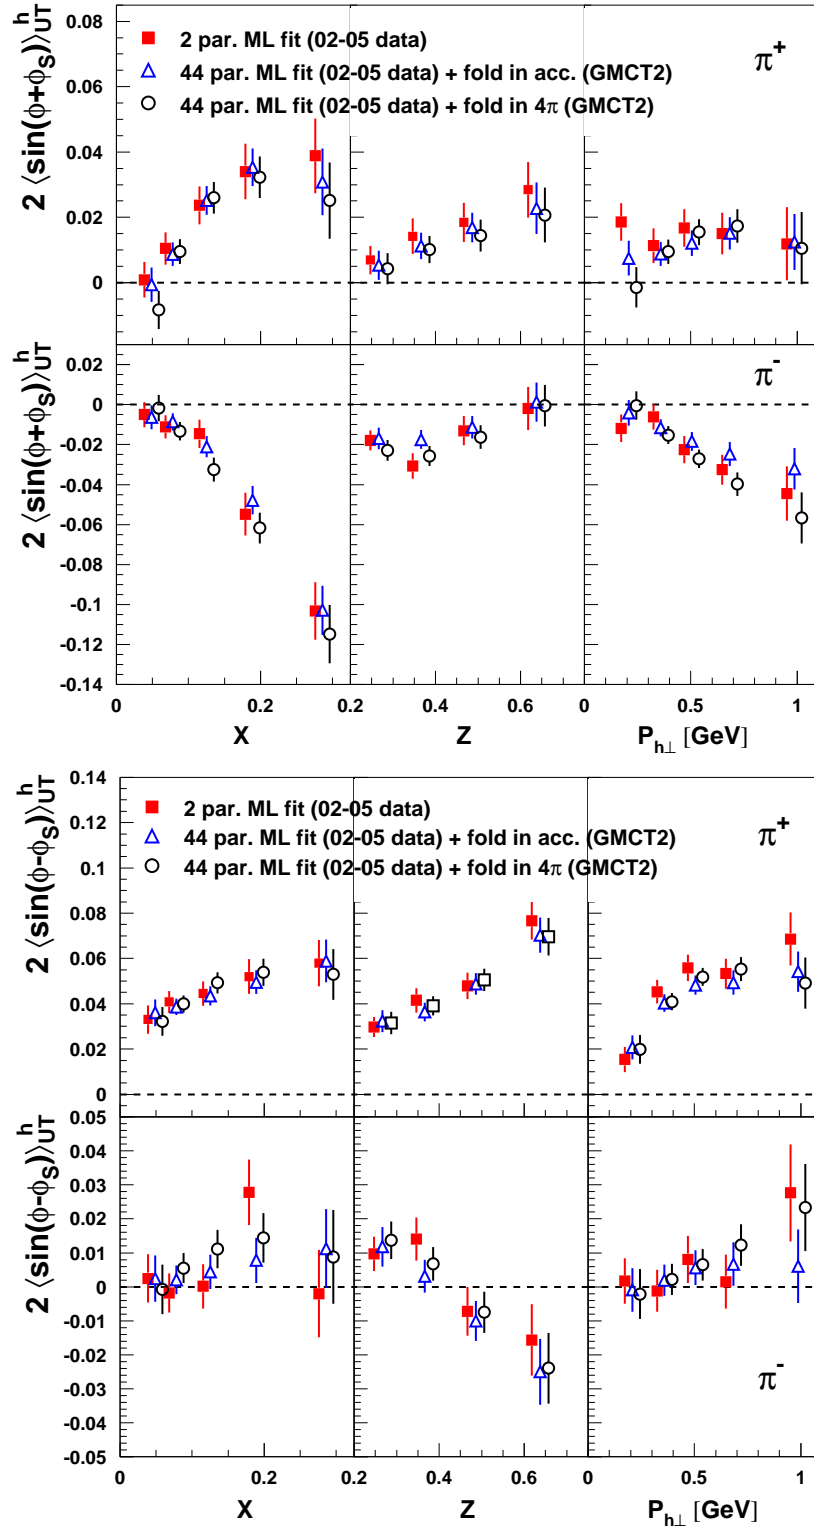 2 ⟨sin(ϕ+ϕS)⟩hUT
0.08
0.06
0.04
0.02
0
2 par. ML fit (02-05 data)
44 par. ML fit (02-05 data) + fold in acc. (GMCT2)
44 par. ML fit (02-05 data) + fold in 4π (GMCT2)
π+
2 ⟨sin(ϕ+ϕS)⟩hUT
0.02
0
-0.02
-0.04
-0.06
-0.08
-0.1
-0.12
-0.14
π-
0 0.2 0.2 0.4 0.6 0 0.5 1
X Z Ph⊥ [GeV]
2 ⟨sin(ϕ-ϕS)⟩hUT
0.14
0.12
0.1
0.08
0.06
0.04
0.02
0
2 par. ML fit (02-05 data)
44 par. ML fit (02-05 data) + fold in acc. (GMCT2)
44 par. ML fit (02-05 data) + fold in 4π (GMCT2)
π+
2 ⟨sin(ϕ-ϕS)⟩hUT
0.05
0.04
0.03
0.02
0.01
0
-0.01
-0.02
-0.03
-0.04
-0.05
π-
0 0.2 0.2 0.4 0.6 0 0.5 1
X Z Ph⊥ [GeV]